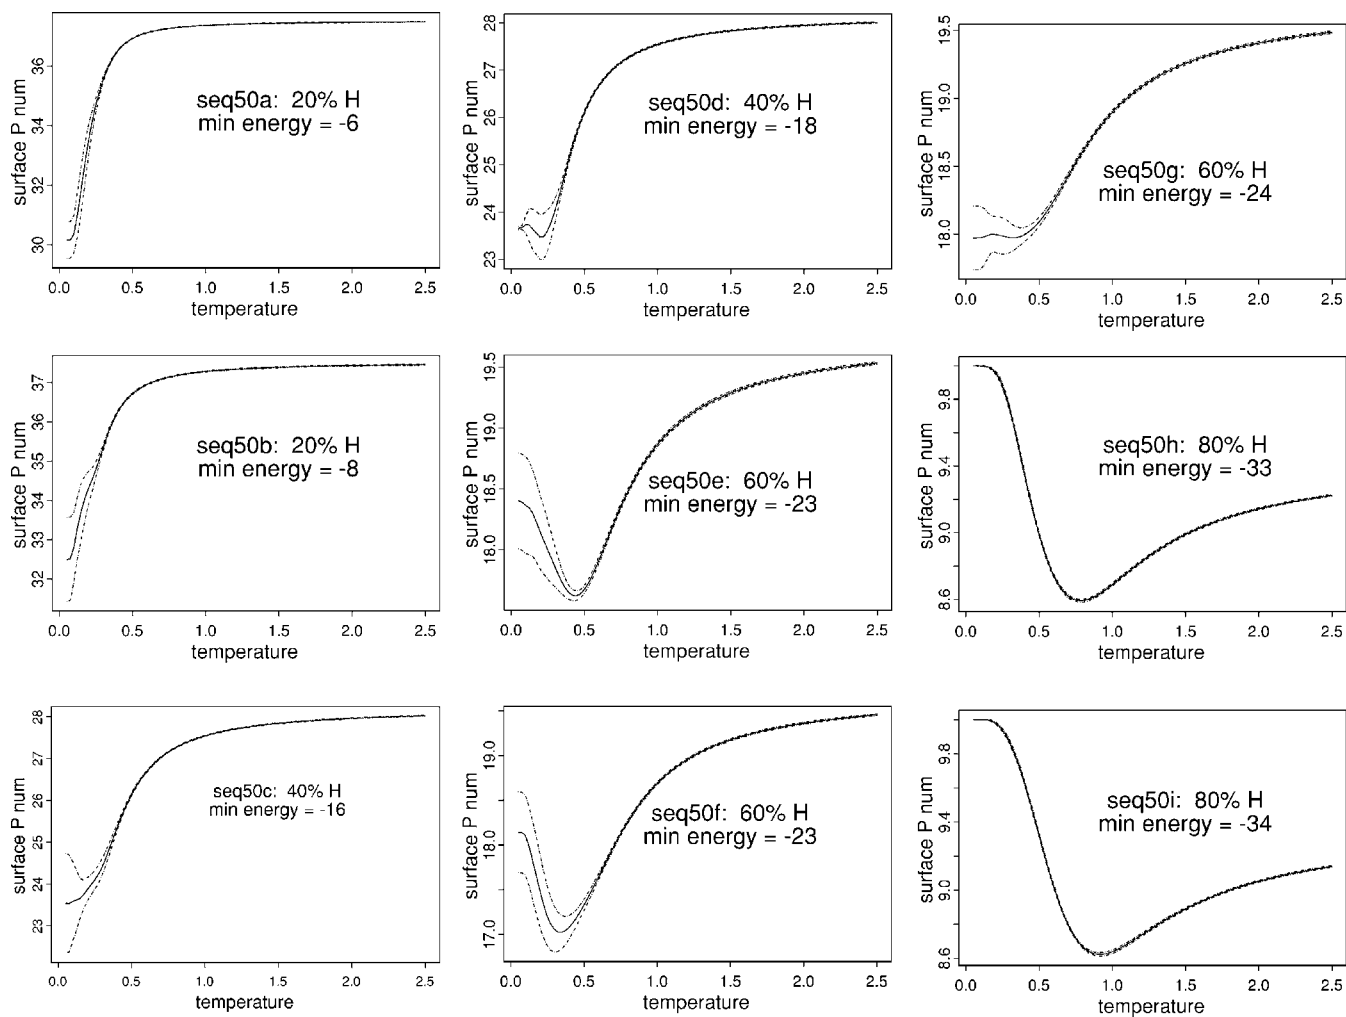 surface P num
36
34
32
30
seq50a: 20% H
min energy = -6
0.0 0.5 1.0 1.5 2.0 2.5
temperature
surface P num
28
27
26
24
23
seq50d: 40% H
min energy = -18
0.0 0.5 1.0 1.5 2.0 2.5
temperature
surface P num
19.5
19.0
18.5
18.0
seq50g: 60% H
min energy = -24
0.0 0.5 1.0 1.5 2.0 2.5
temperature
surface P num
37
36
35
34
33
32
seq50b: 20% H
min energy = -8
0.0 0.5 1.0 1.5 2.0 2.5
temperature
surface P num
19.5
19.0
18.5
18.0
seq50e: 60% H
min energy = -23
0.0 0.5 1.0 1.5 2.0 2.5
temperature
surface P num
9.8
9.4
9.0
8.6
seq50h: 80% H
min energy = -33
0.0 0.5 1.0 1.5 2.0 2.5
temperature
surface P num
28
27
26
25
24
23
seq50c: 40% H
min energy = -16
0.0 0.5 1.0 1.5 2.0 2.5
temperature
surface P num
19.0
18.0
17.0
seq50f: 60% H
min energy = -23
0.0 0.5 1.0 1.5 2.0 2.5
temperature
surface P num
9.8
9.4
9.0
8.6
seq50i: 80% H
min energy = -34
0.0 0.5 1.0 1.5 2.0 2.5
temperature